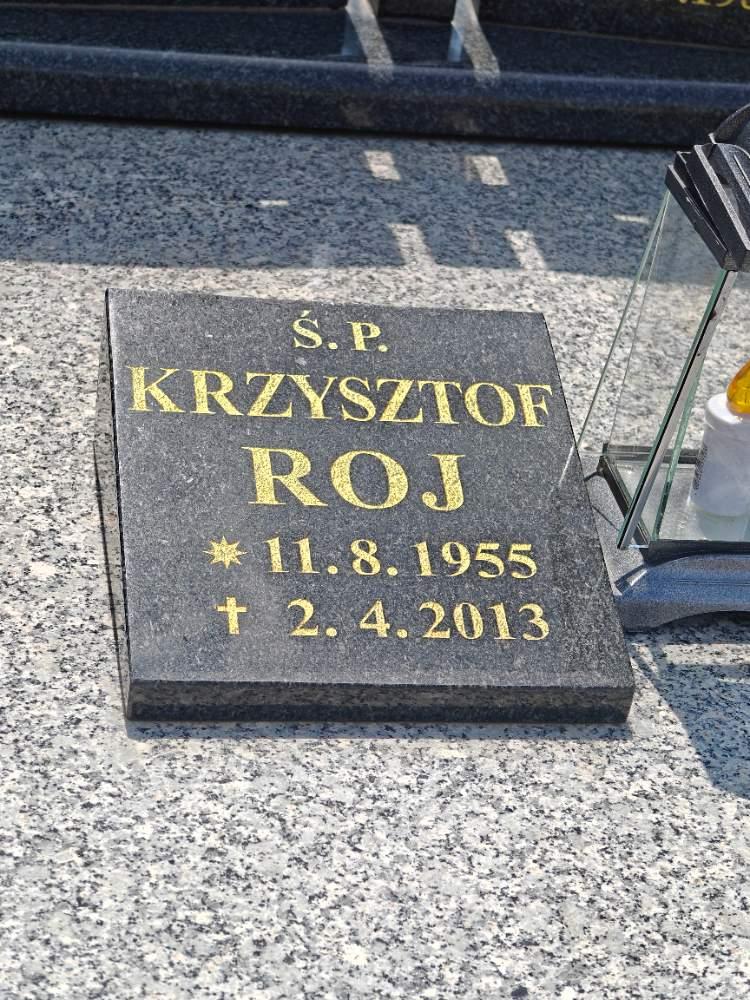 Ś. P.
KRZYSZTOF
ROJ
* 11. 8. 1955
✝ 2. 4. 2013